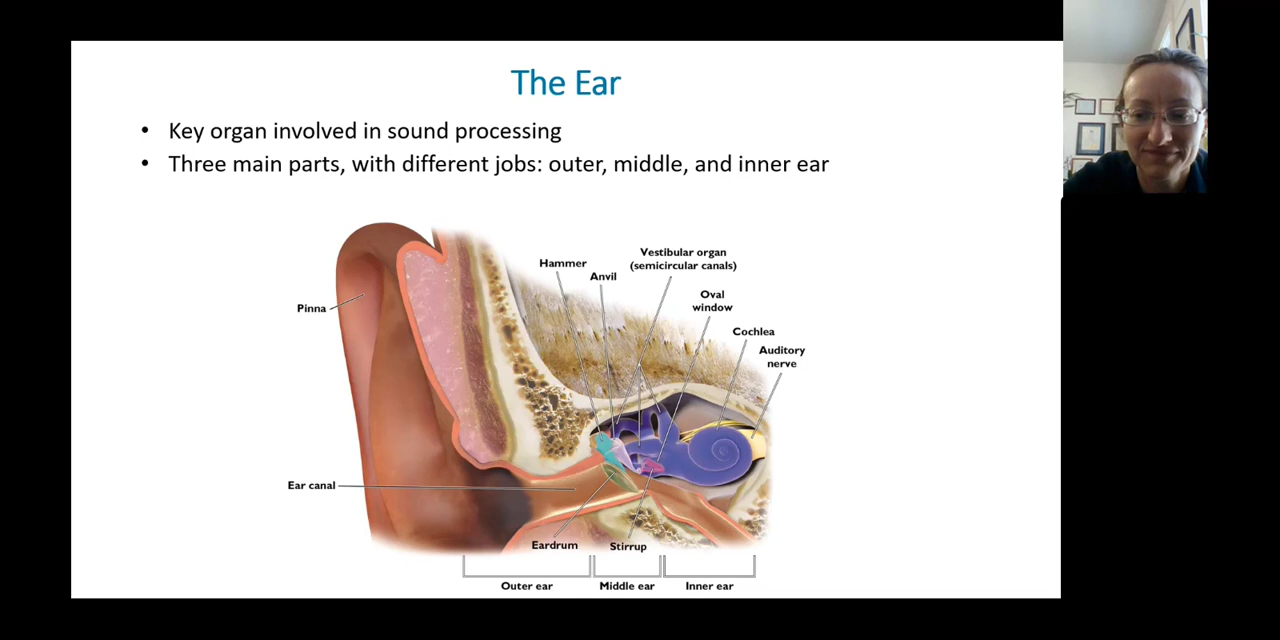 The Ear
• Key organ involved in sound processing
• Three main parts, with different jobs: outer, middle, and inner ear
Vestibular organ
(semicircular canals)
Hammer
Anvil
Oval
window
Pinna
Cochlea
Auditory
nerve
Ear canal
Eardrum
Stirrup
Outer ear
Middle ear
Inner ear